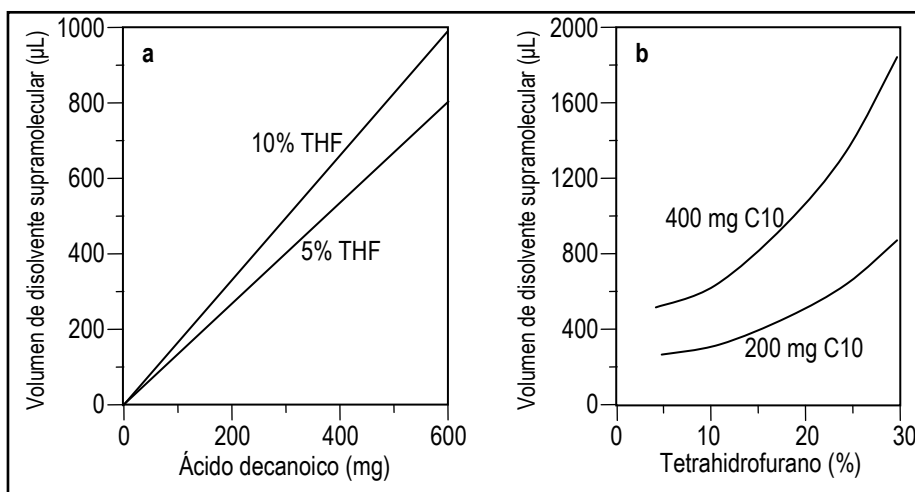 Volumen de disolvente supramolecular (µL)
1000
800
600
400
200
0
a
10% THF
5% THF
0
200
400
600
Ácido decanoico (mg)
Volumen de disolvente supramolecular (µL)
2000
1600
1200
800
400
0
b
400 mg C10
200 mg C10
0
10
20
30
Tetrahidrofurano (%)